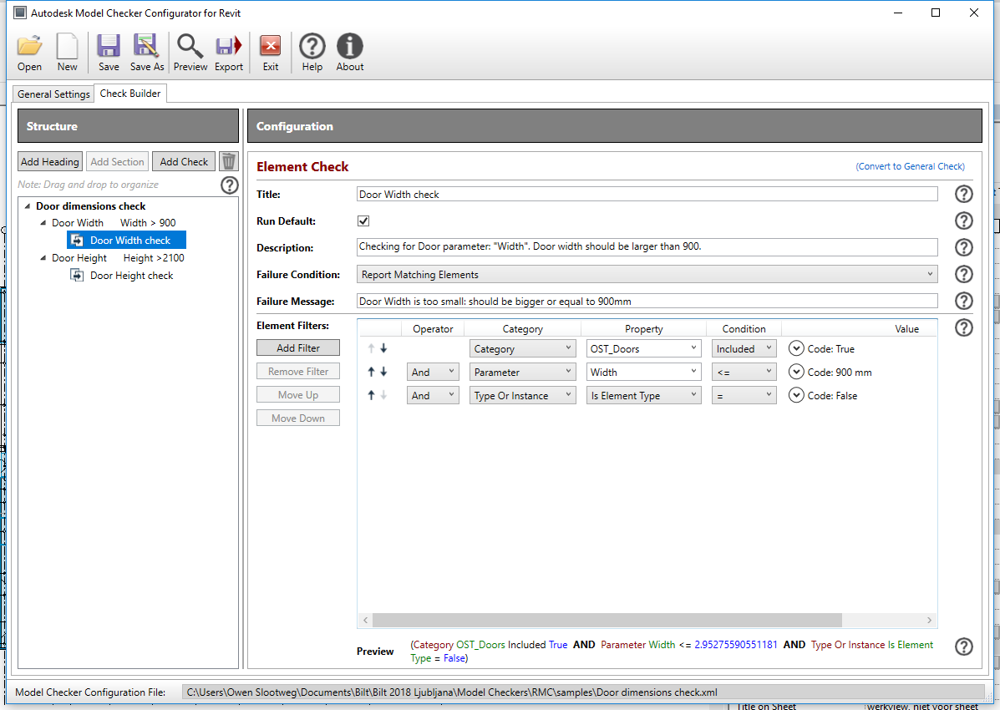 Autodesk Model Checker Configurator for Revit
Open New Save Save As Preview Export Exit Help About
General Settings Check Builder
Structure
Add Heading Add Section Add Check
Note: Drag and drop to organize
Door dimensions check
Door Width Width > 900
Door Width check
Door Height Height >2100
Door Height check
Configuration
Element Check (Convert to General Check)
Title: Door Width check
Run Default:
Description: Checking for Door parameter: "Width". Door width should be larger than 900.
Failure Condition: Report Matching Elements
Failure Message: Door Width is too small: should be bigger or equal to 900mm
Element Filters:
Add Filter
Remove Filter
Move Up
Move Down
Operator Category Property Condition Value
Category OST_Doors Included Code: True
And Parameter Width <= Code: 900 mm
And Type Or Instance Is Element Type = Code: False
Preview
(Category OST_Doors Included True AND Parameter Width <= 2.95275590551181 AND Type Or Instance Is Element
Type = False)
Model Checker Configuration File: C:\Users\Owen Slootweg\Documents\Bilt\Bilt 2018 Ljubljana\Model Checkers\RMC\samples\Door dimensions check.xml
Title on Sheet werkview, niet voor sheet